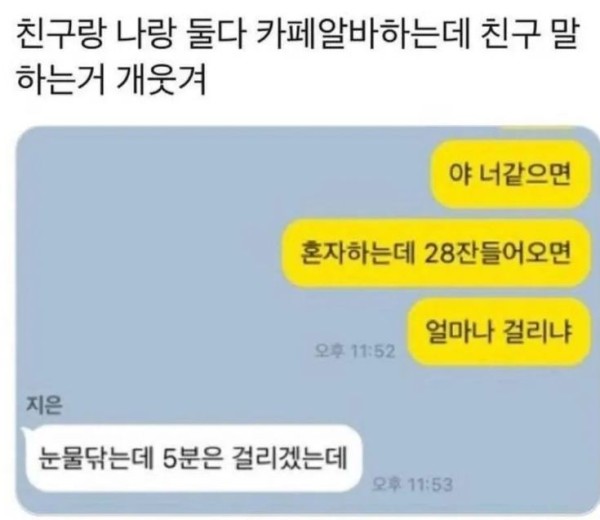 친구랑 나랑 둘다 카페알바하는데 친구 말
하는거 개웃겨
야 너같으면
혼자하는데 28잔들어오면
얼마나 걸리냐
오후 11:52
지은
눈물닦는데 5분은 걸리겠는데
오후 11:53